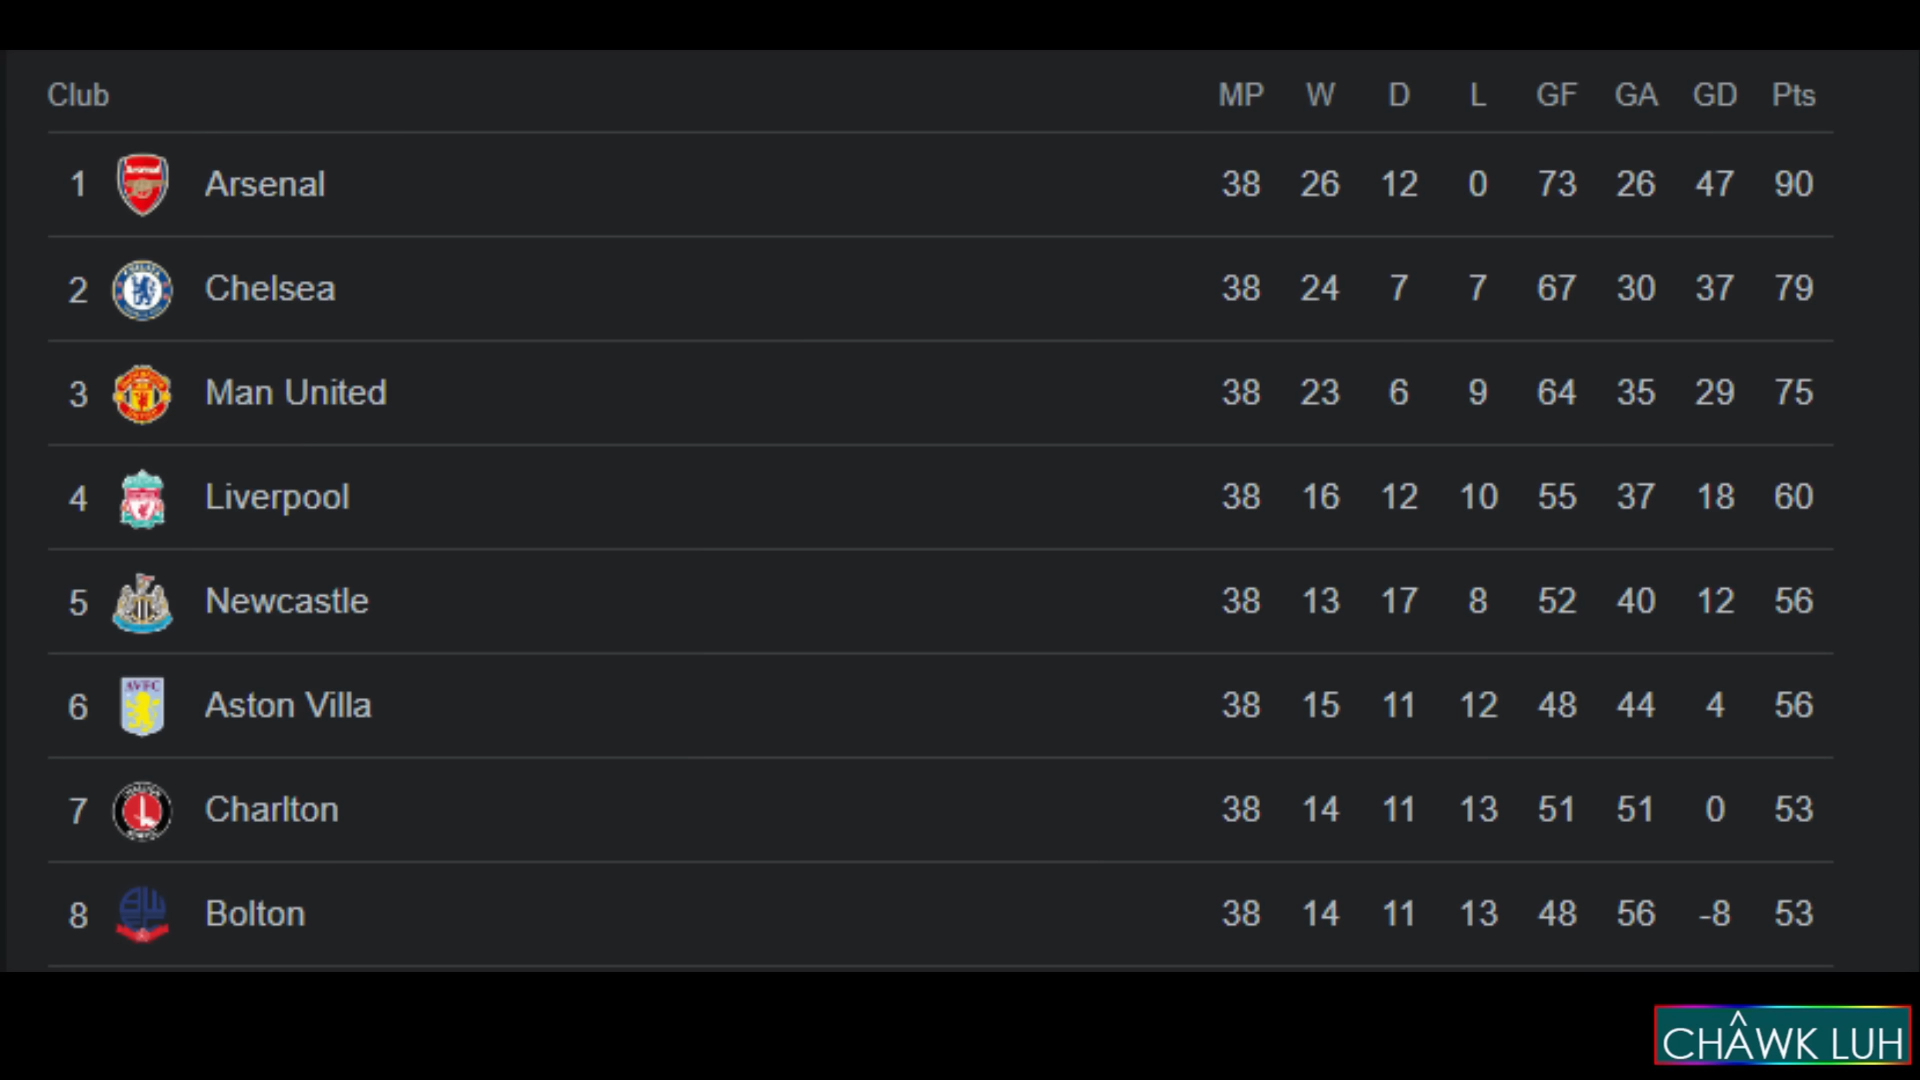 Club MP W D L GF GA GD Pts
1 Arsenal 38 26 12 0 73 26 47 90
2 Chelsea 38 24 7 7 67 30 37 79
3 Man United 38 23 6 9 64 35 29 75
4 Liverpool 38 16 12 10 55 37 18 60
5 Newcastle 38 13 17 8 52 40 12 56
6 AVFC Aston Villa 38 15 11 12 48 44 4 56
7 Charlton 38 14 11 13 51 51 0 53
8 Bolton 38 14 11 13 48 56 -8 53
CHÂWK LUH